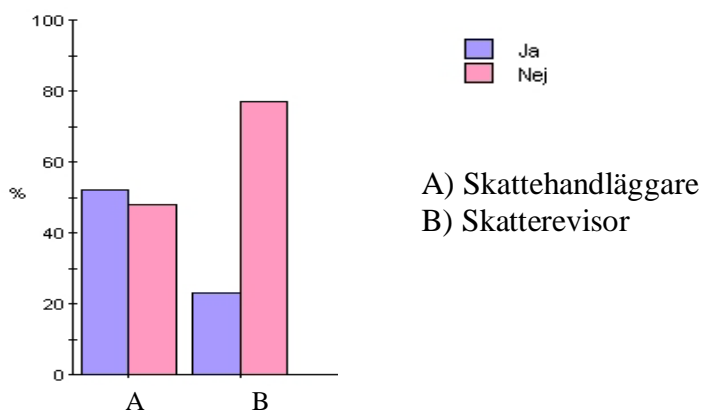 100
80
60
40
20
0
%
A
B
Ja
Nej
A) Skattehandläggare
B) Skatterevisor